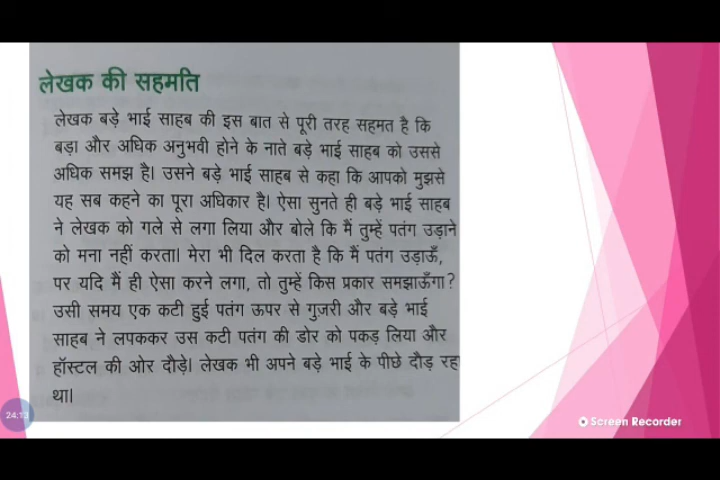 लेखक की सहमति
लेखक बड़े भाई साहब की इस बात से पूरी तरह सहमत है कि
बड़ा और अधिक अनुभवी होने के नाते बड़े भाई साहब को उससे
अधिक समझ है। उसने बड़े भाई साहब से कहा कि आपको मुझसे
यह सब कहने का पूरा अधिकार है। ऐसा सुनते ही बड़े भाई साहब
ने लेखक को गले से लगा लिया और बोले कि मैं तुम्हें पतंग उड़ाने
को मना नहीं करता। मेरा भी दिल करता है कि मैं पतंग उड़ाऊँ,
पर यदि मैं ही ऐसा करने लगा, तो तुम्हें किस प्रकार समझाऊँगा?
उसी समय एक कटी हुई पतंग ऊपर से गुज़री और बड़े भाई
साहब ने लपककर उस कटी पतंग की डोर को पकड़ लिया और
हॉस्टल की ओर दौड़े। लेखक भी अपने बड़े भाई के पीछे दौड़ रह
था।
24:13
Screen Recorder